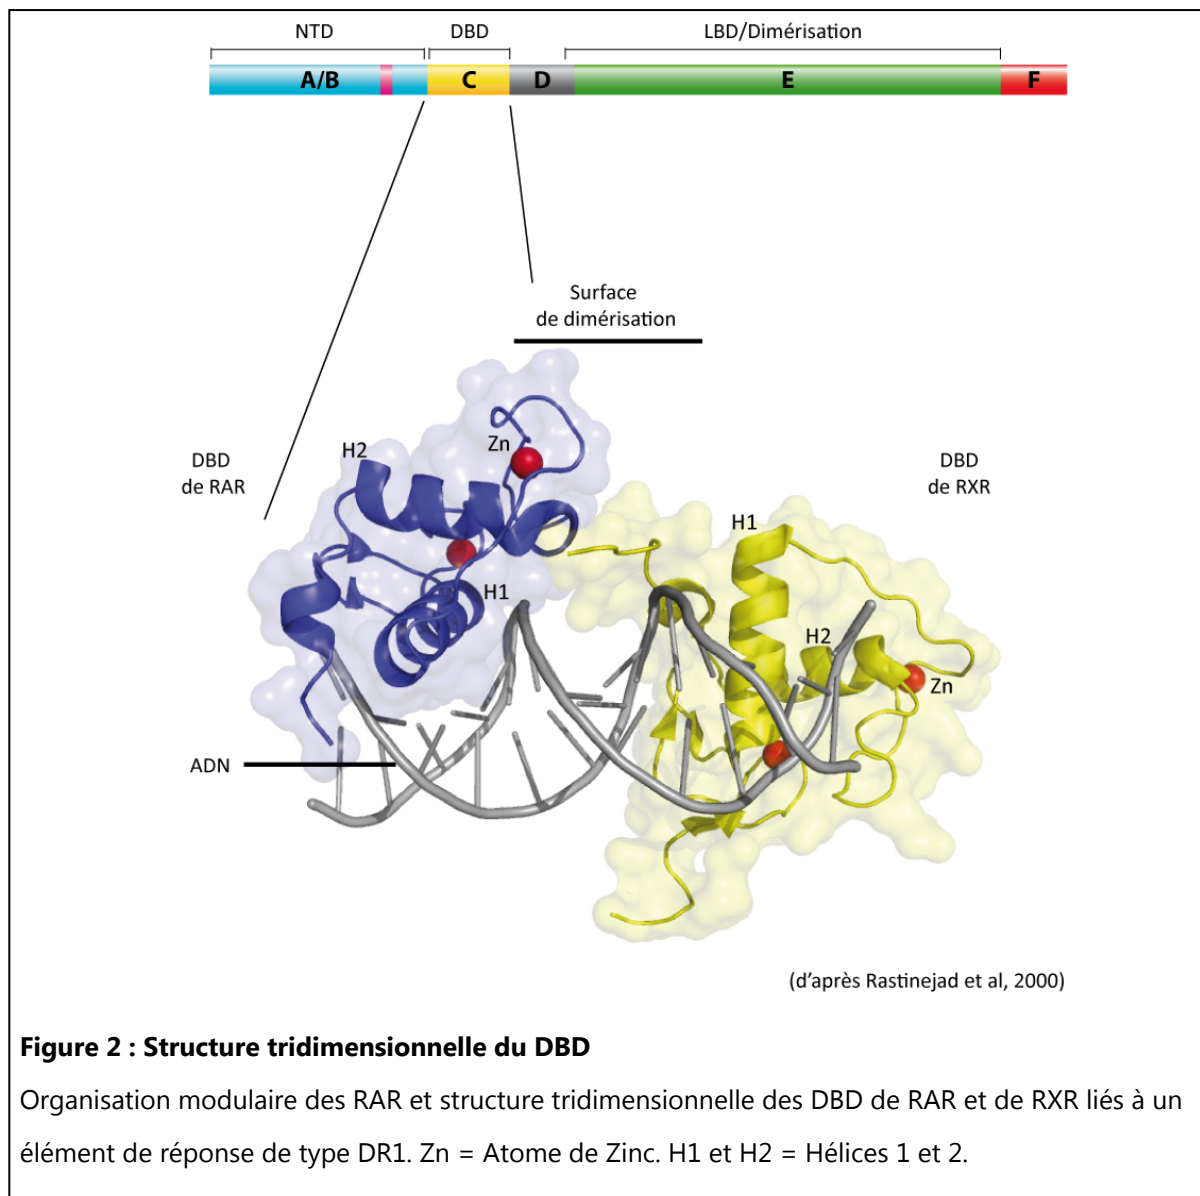 NTD DBD LBD/Dimérisation
A/B C D E F
Surface
de dimérisation
Zn
H2
DBD
de RAR
DBD
de RXR
H1
H1
H2
Zn
ADN
(d'après Rastinejad et al, 2000)
Figure 2 : Structure tridimensionnelle du DBD
Organisation modulaire des RAR et structure tridimensionnelle des DBD de RAR et de RXR liés à un
élément de réponse de type DR1. Zn = Atome de Zinc. H1 et H2 = Hélices 1 et 2.